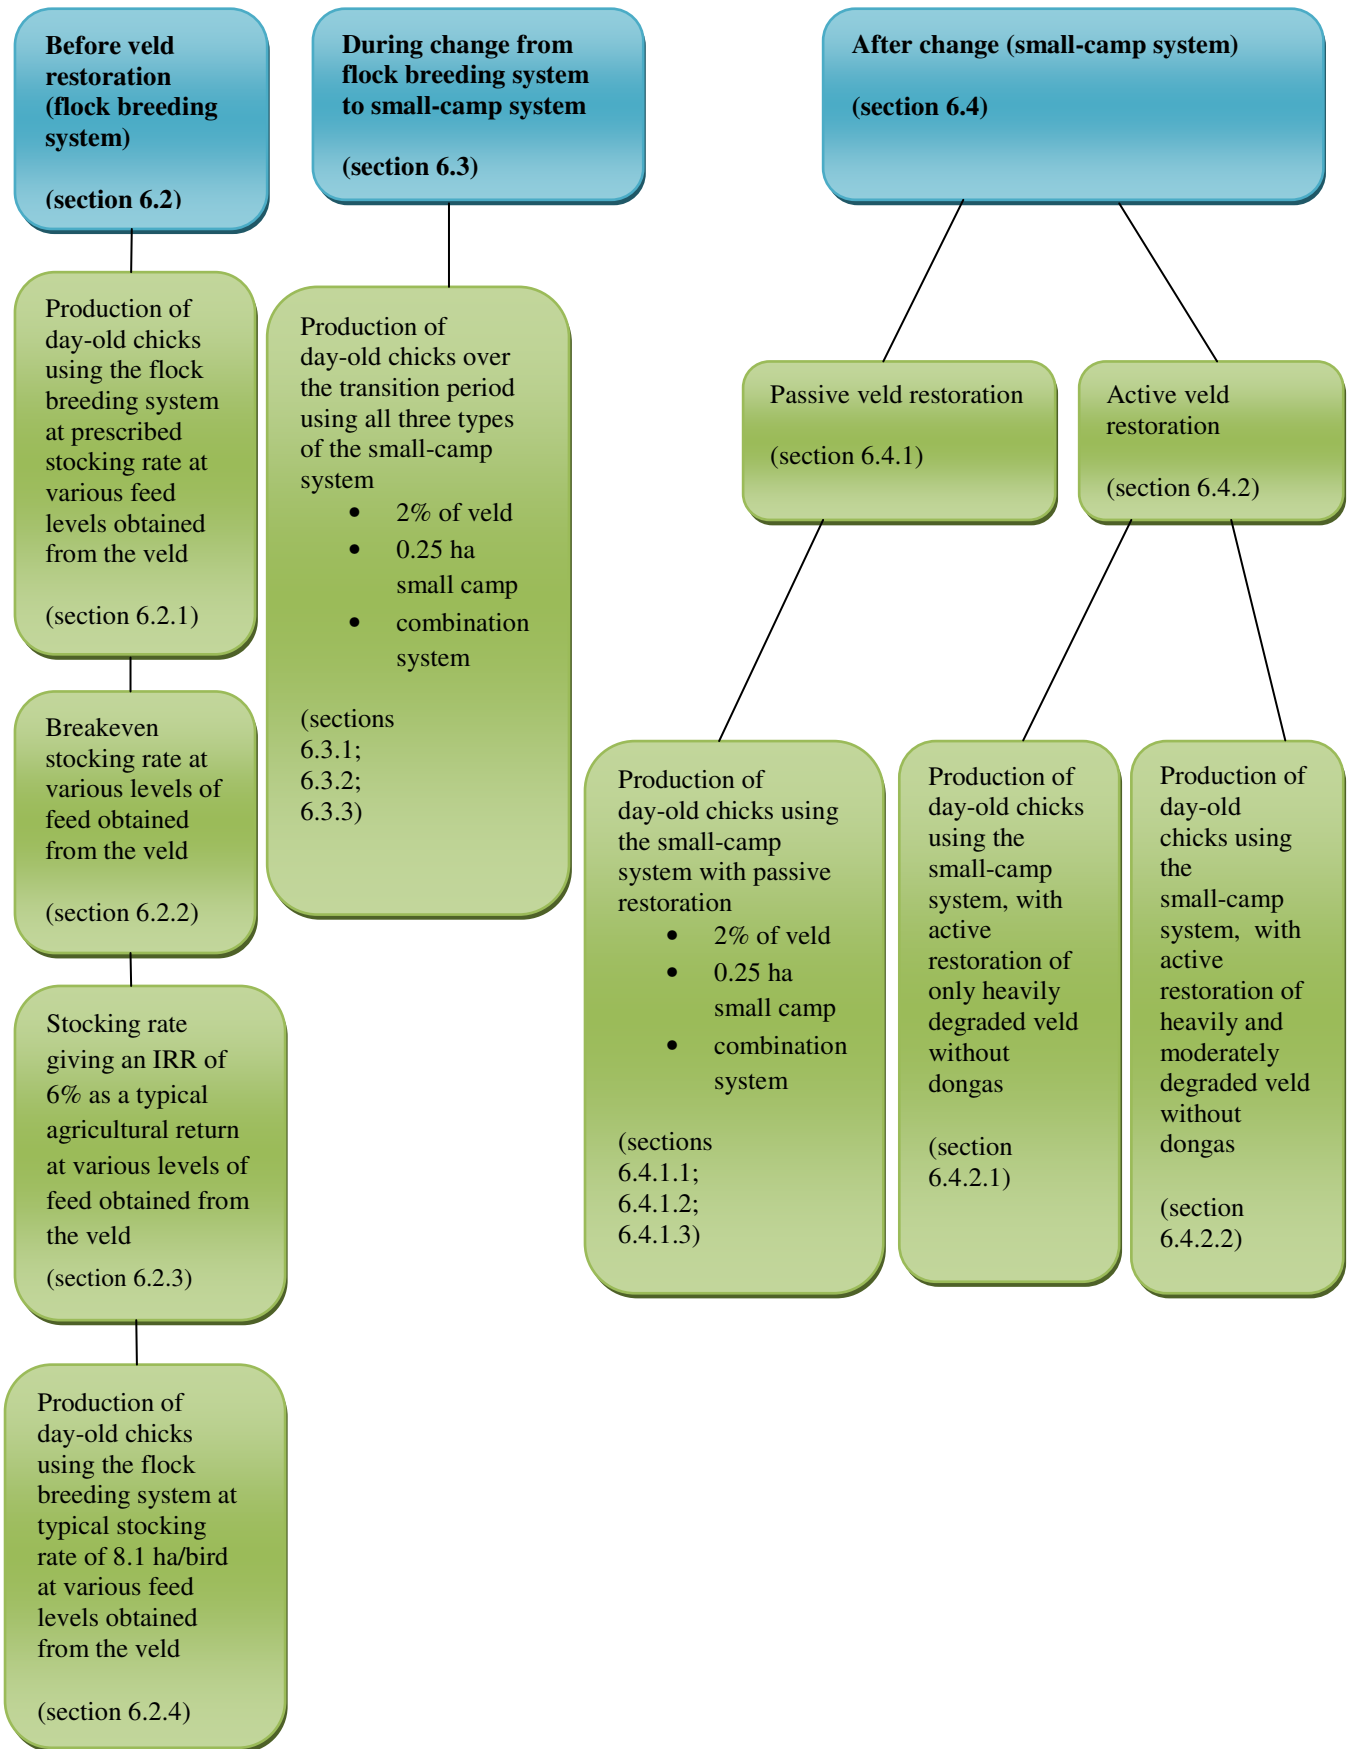 Before veld
restoration
(flock breeding
system)
(section 6.2)
During change from
flock breeding system
to small-camp system
(section 6.3)
After change (small-camp system)
(section 6.4)
Production of
day-old chicks
using the flock
breeding system
at prescribed
stocking rate at
various feed
levels obtained
from the veld
(section 6.2.1)
Breakeven
stocking rate at
various levels of
feed obtained
from the veld
(section 6.2.2)
Stocking rate
giving an IRR of
6% as a typical
agricultural return
at various levels of
feed obtained from
the veld
(section 6.2.3)
Production of
day-old chicks
using the flock
breeding system at
typical stocking
rate of 8.1 ha/bird
at various feed
levels obtained
from the veld
(section 6.2.4)
Production of
day-old chicks over
the transition period
using all three types
of the small-camp
system
• 2% of veld
• 0.25 ha
small camp
• combination
system
(sections
6.3.1;
6.3.2;
6.3.3)
Passive veld restoration
(section 6.4.1)
Active veld
restoration
(section 6.4.2)
Production of
day-old chicks using
the small-camp
system with passive
restoration
• 2% of veld
• 0.25 ha
small camp
• combination
system
(sections
6.4.1.1;
6.4.1.2;
6.4.1.3)
Production of
day-old chicks
using the
small-camp
system, with
active
restoration of
only heavily
degraded veld
without
dongas
(section
6.4.2.1)
Production of
day-old
chicks using
the
small-camp
system, with
active
restoration of
heavily and
moderately
degraded veld
without
dongas
(section
6.4.2.2)